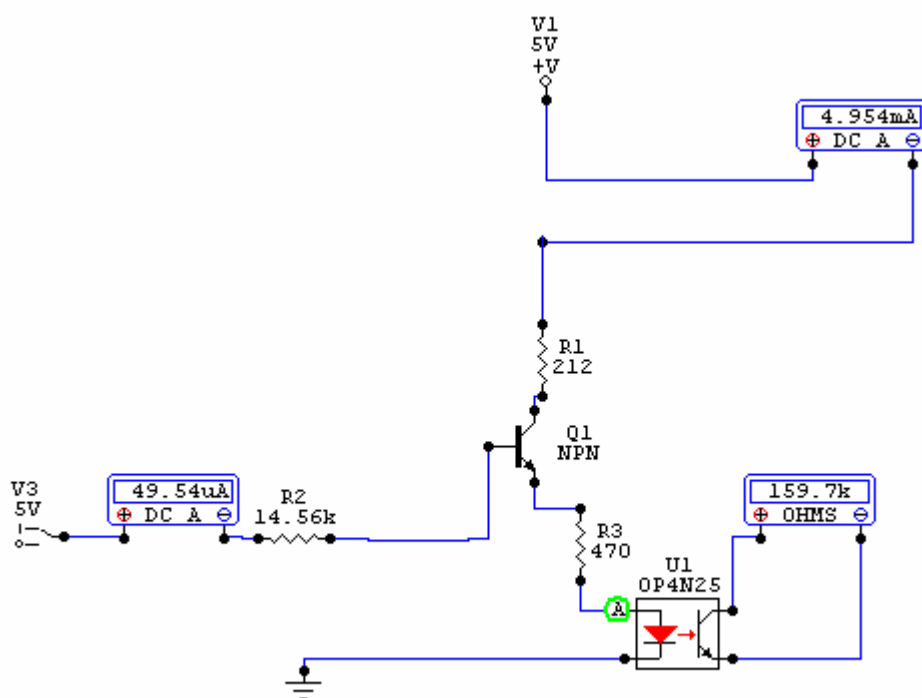 V1
5V
+V
4.954mA
⊕ DC A ⊖
R1
212
Q1
NPN
V3
5V
49.54uA
⊕ DC A ⊖
R2
14.56k
159.7k
⊕ OHMS ⊖
R3
470
U1
OP4N25
A